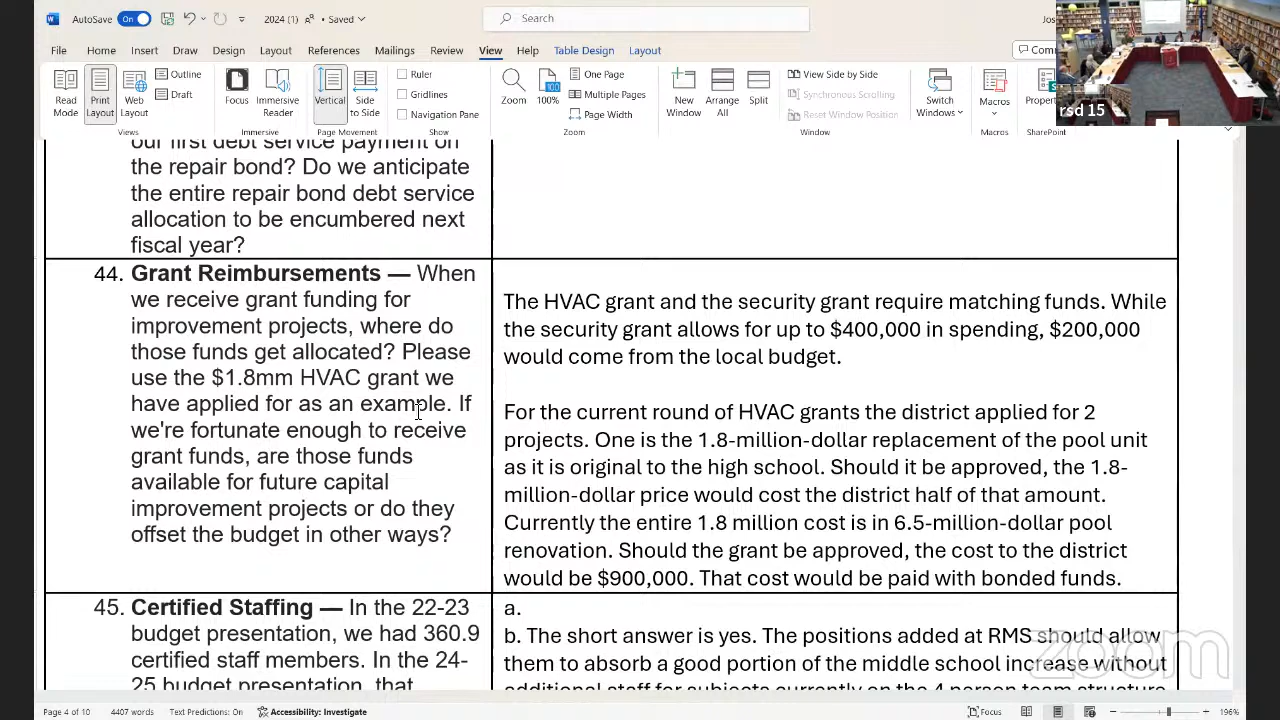 AutoSave On 2024 (1) • Saved Search Jos
File Home Insert Draw Design Layout References Mailings Review View Help Table Design Layout Comm
Read Mode Print Layout Web Layout Outline Draft Focus Immersive Reader Vertical Side to Side Ruler Gridlines Navigation Pane Zoom 100% One Page Multiple Pages Page Width New Window Arrange All Split View Side by Side Synchronous Scrolling Reset Window Position Switch Windows Macros Propert
Views Immersive Page Movement Show Zoom Window Macros SharePoint
rsd 15
our first debt service payment on
the repair bond? Do we anticipate
the entire repair bond debt service
allocation to be encumbered next
fiscal year?
44. Grant Reimbursements — When
we receive grant funding for
improvement projects, where do
those funds get allocated? Please
use the $1.8mm HVAC grant we
have applied for as an example. If
we're fortunate enough to receive
grant funds, are those funds
available for future capital
improvement projects or do they
offset the budget in other ways?
The HVAC grant and the security grant require matching funds. While
the security grant allows for up to $400,000 in spending, $200,000
would come from the local budget.
For the current round of HVAC grants the district applied for 2
projects. One is the 1.8-million-dollar replacement of the pool unit
as it is original to the high school. Should it be approved, the 1.8-
million-dollar price would cost the district half of that amount.
Currently the entire 1.8 million cost is in 6.5-million-dollar pool
renovation. Should the grant be approved, the cost to the district
would be $900,000. That cost would be paid with bonded funds.
45. Certified Staffing — In the 22-23
budget presentation, we had 360.9
certified staff members. In the 24-
25 budget presentation, that
a.
b. The short answer is yes. The positions added at RMS should allow
them to absorb a good portion of the middle school increase without
additional staff for subjects currently on the 4 person team structure
zoom
Page 4 of 10 4407 words Text Predictions: On Accessibility: Investigate Focus 196%